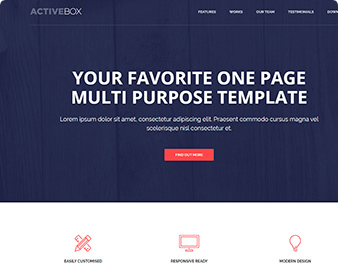 ACTIVEBOX
FEATURES WORKS OUR TEAM TESTIMONIALS DOWN
YOUR FAVORITE ONE PAGE
MULTI PURPOSE TEMPLATE
Lorem ipsum dolor sit amet, consectetur adipiscing elit. Praesent commodo cursus magna vel
scelerisque nisl consectetur et.
FIND OUT MORE
EASILY CUSTOMISED RESPONSIVE READY MODERN DESIGN